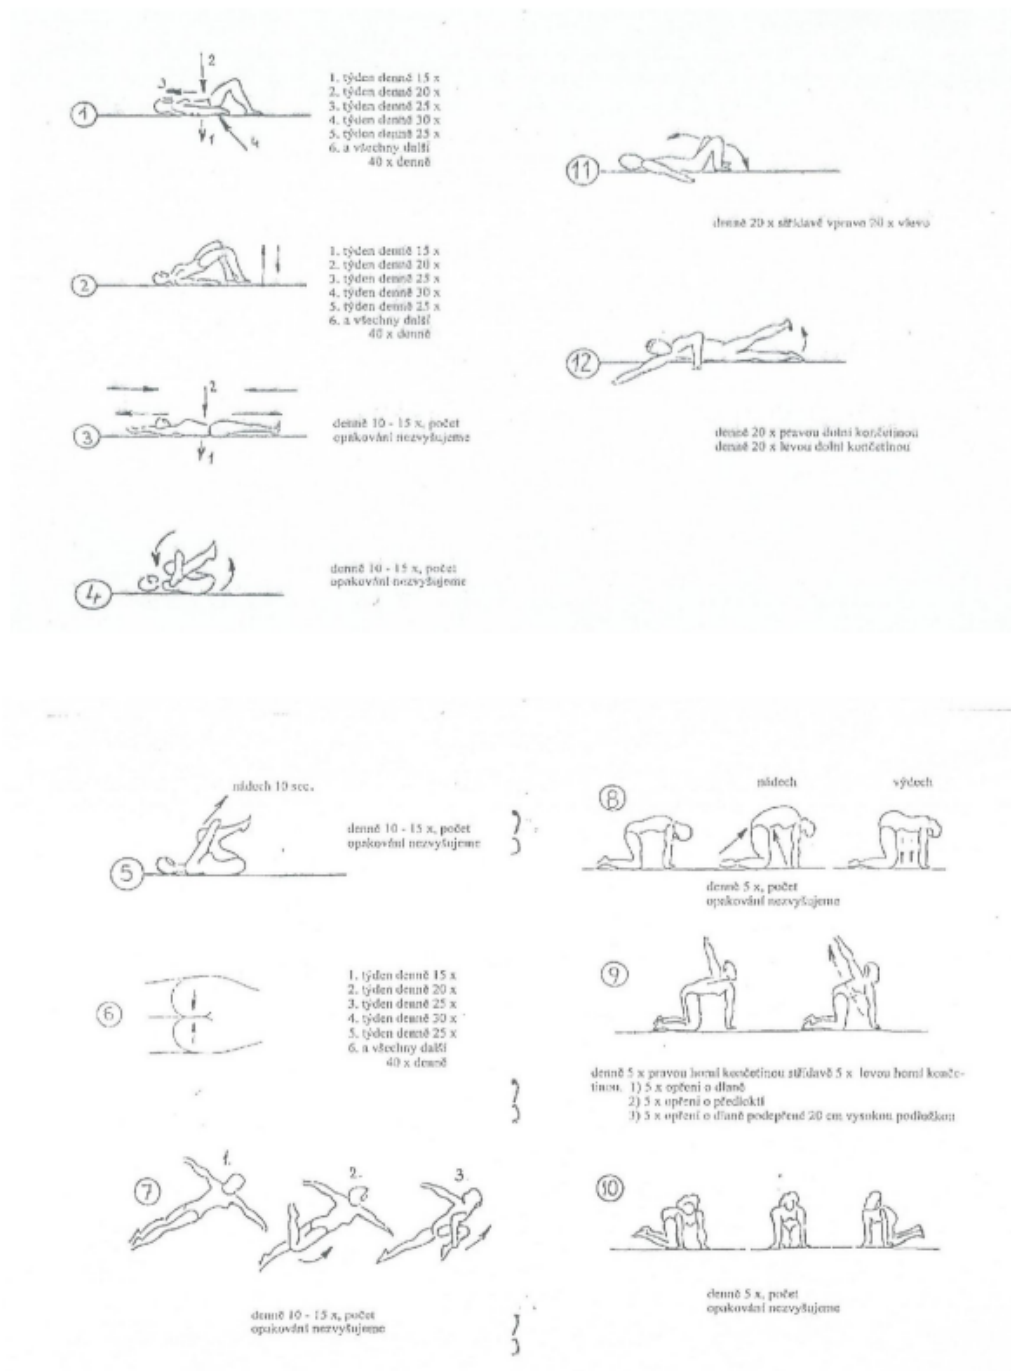 1
3
2
1
4
1. týden denně 15 x
2. týden denně 20 x
3. týden denně 25 x
4. týden denně 30 x
5. týden denně 25 x
6. a všechny další
40 x denně
2
1. týden denně 15 x
2. týden denně 20 x
3. týden denně 25 x
4. týden denně 30 x
5. týden denně 25 x
6. a všechny další
40 x denně
3
2
1
denně 10 - 15 x, počet
opakování nezvyšujeme
4
denně 10 - 15 x, počet
opakování nezvyšujeme
11
denně 20 x střídavě vpravo 20 x vlevo
12
denně 20 x pravou dolní končetinou
denně 20 x levou dolní končetinou
5
nádech 10 sec.
denně 10 - 15 x, počet
opakování nezvyšujeme
6
1. týden denně 15 x
2. týden denně 20 x
3. týden denně 25 x
4. týden denně 30 x
5. týden denně 25 x
6. a všechny další
40 x denně
7
1.
2.
3.
denně 10 - 15 x, počet
opakování nezvyšujeme
8
nádech
výdech
denně 5 x, počet
opakování nezvyšujeme
9
denně 5 x pravou horní končetinou střídavě 5 x levou horní konče-
tinou. 1) 5 x opření o dlaně
2) 5 x opření o předloktí
3) 5 x opření o dlaně podepřené 20 cm vysokou podložkou
10
denně 5 x, počet
opakování nezvyšujeme